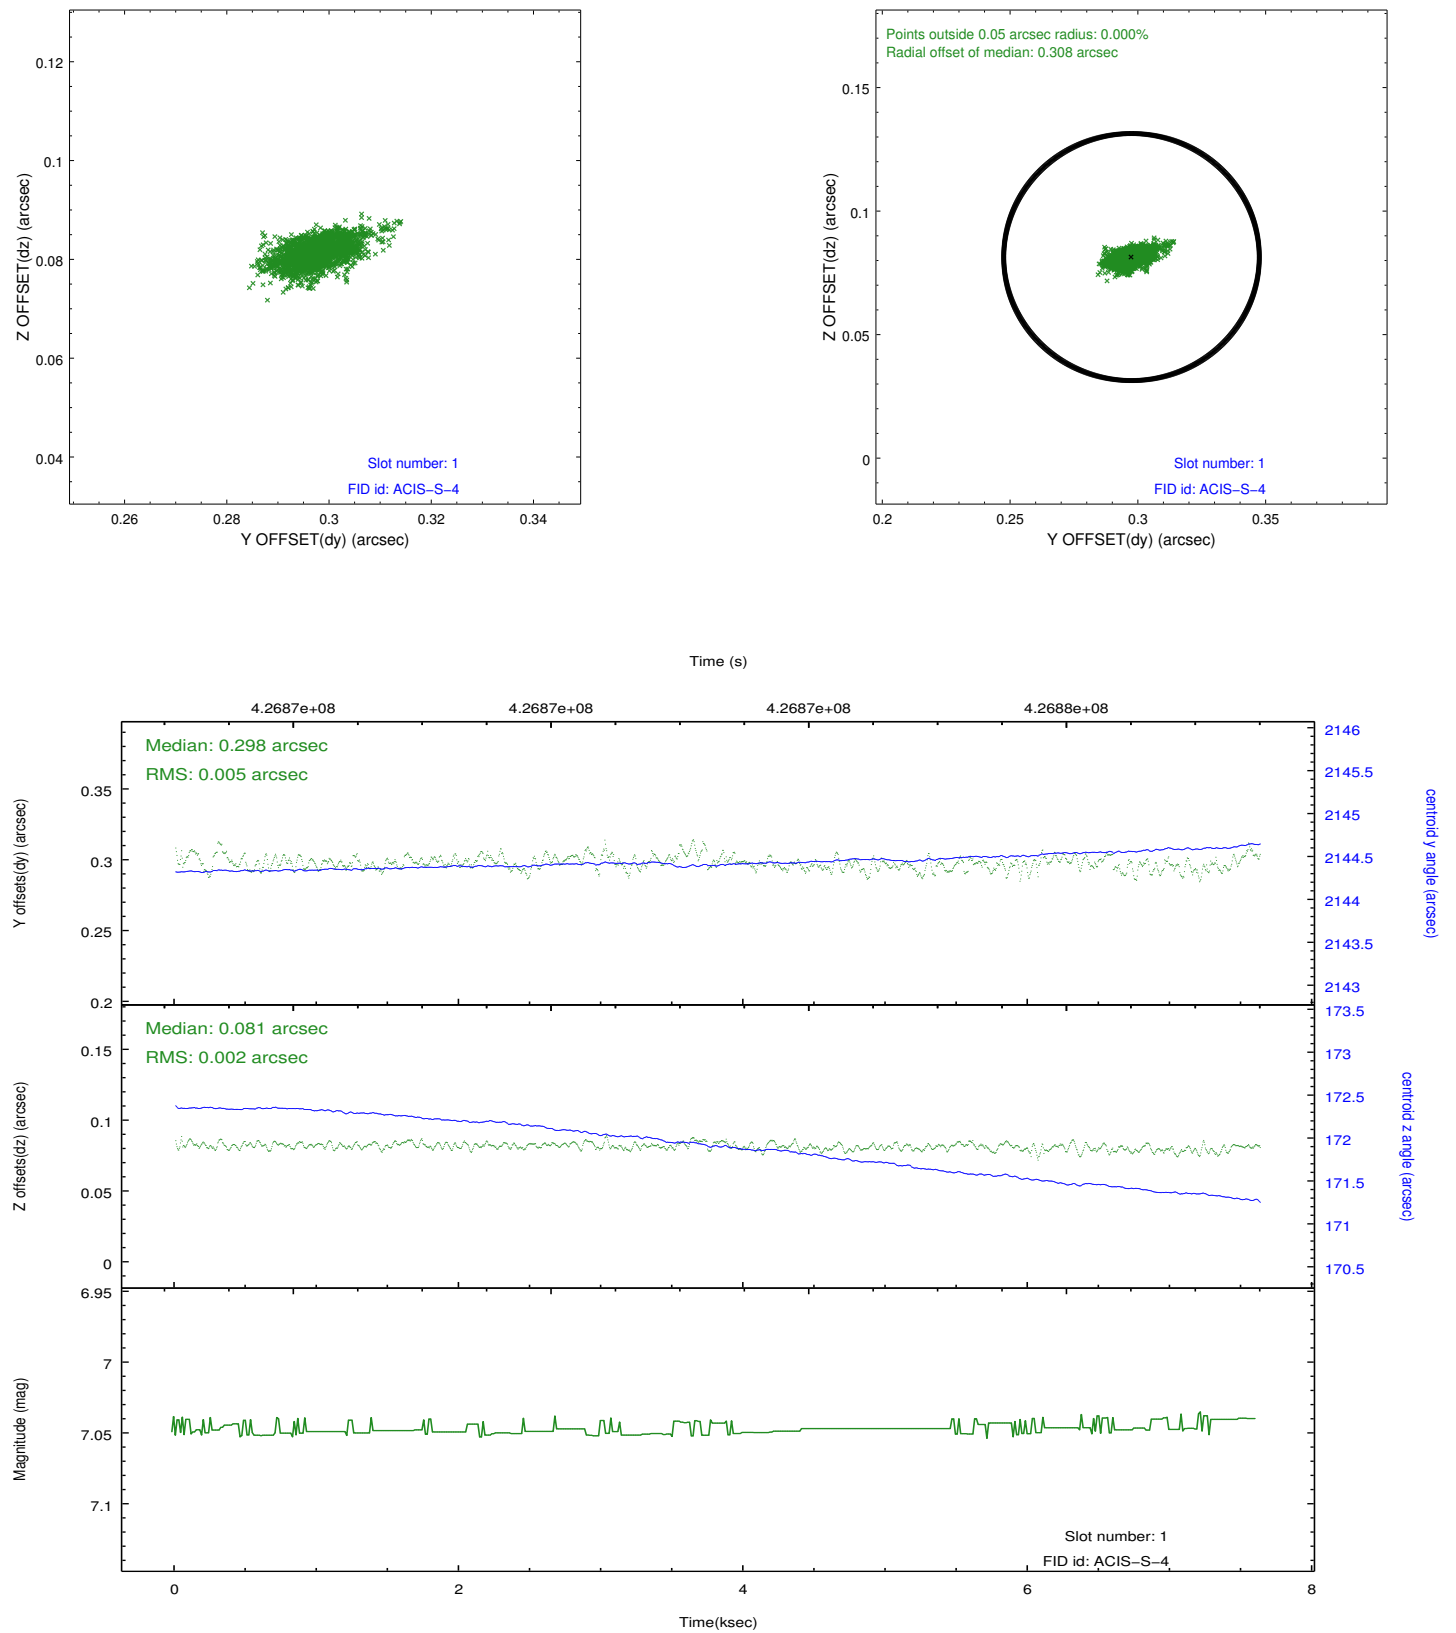 0.12
0.1
0.08
0.06
0.04
Z OFFSET(dz) (arcsec)
Slot number: 1
FID id: ACIS−S−4
0.26 0.28 0.3 0.32 0.34
Y OFFSET(dy) (arcsec)
Points outside 0.05 arcsec radius: 0.000%
Radial offset of median: 0.308 arcsec
0.15
0.1
0.05
0
Z OFFSET(dz) (arcsec)
Slot number: 1
FID id: ACIS−S−4
0.2 0.25 0.3 0.35
Y OFFSET(dy) (arcsec)
Time (s)
4.2687e+08 4.2687e+08 4.2687e+08 4.2688e+08
Median: 0.298 arcsec
RMS: 0.005 arcsec
0.35
0.3
0.25
0.2
Y offsets(dy) (arcsec)
2146
2145.5
2145
2144.5
2144
2143.5
2143
centroid y angle (arcsec)
Median: 0.081 arcsec
RMS: 0.002 arcsec
0.15
0.1
0.05
0
Z offsets(dz) (arcsec)
173.5
173
172.5
172
171.5
171
170.5
centroid z angle (arcsec)
6.95
7
7.05
7.1
Magnitude (mag)
Slot number: 1
FID id: ACIS−S−4
0 2 4 6 8
Time(ksec)